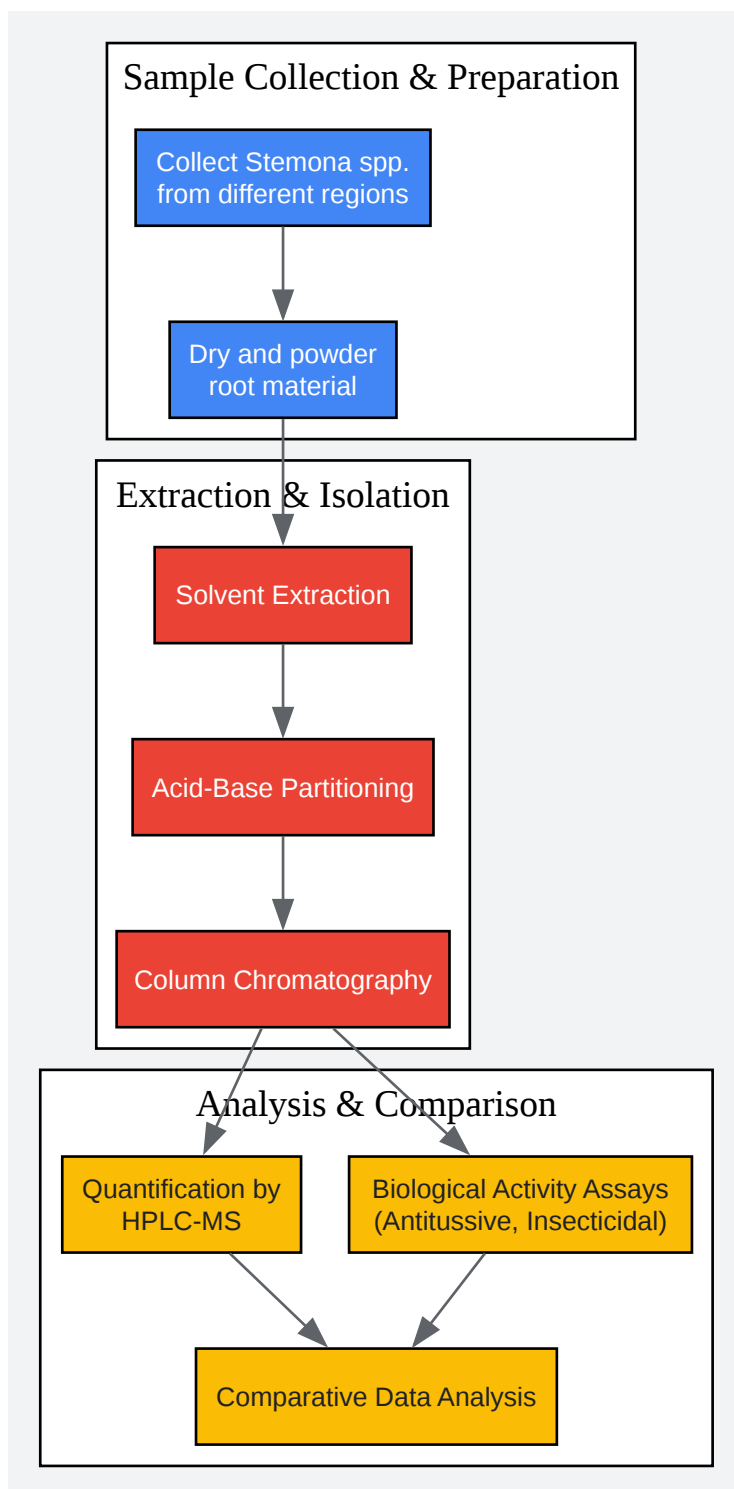 Sample Collection & Preparation
Collect Stemona spp.
from different regions
Dry and powder
root material
Extraction & Isolation
Solvent Extraction
Acid-Base Partitioning
Column Chromatography
Analysis & Comparison
Quantification by
HPLC-MS
Biological Activity Assays
(Antitussive, Insecticidal)
Comparative Data Analysis